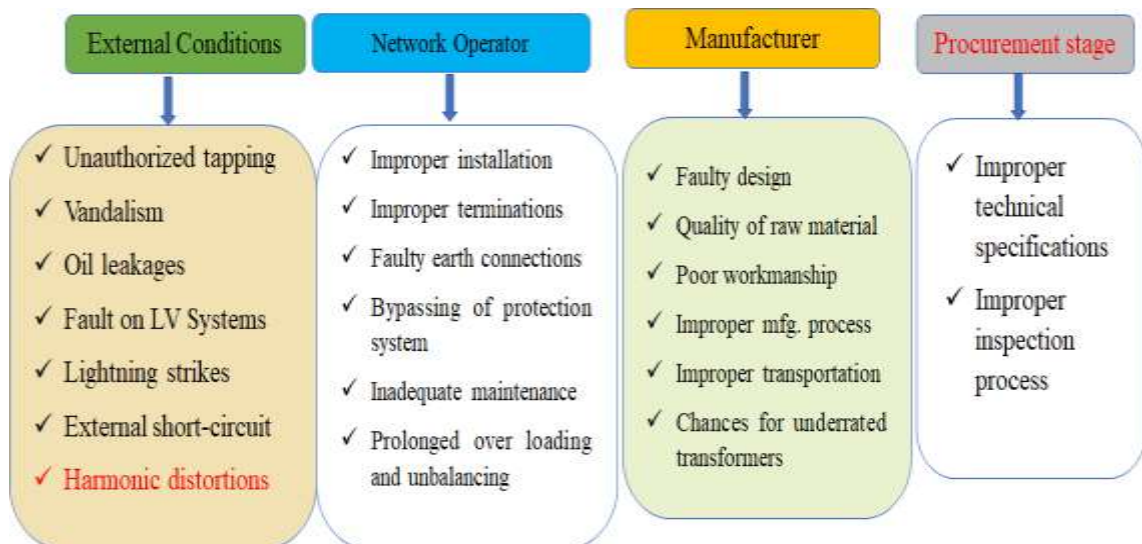 External Conditions
✓ Unauthorized tapping
✓ Vandalism
✓ Oil leakages
✓ Fault on LV Systems
✓ Lightning strikes
✓ External short-circuit
✓ Harmonic distortions
Network Operator
✓ Improper installation
✓ Improper terminations
✓ Faulty earth connections
✓ Bypassing of protection
system
✓ Inadequate maintenance
✓ Prolonged over loading
and unbalancing
Manufacturer
✓ Faulty design
✓ Quality of raw material
✓ Poor workmanship
✓ Improper mfg. process
✓ Improper transportation
✓ Chances for underrated
transformers
Procurement stage
✓ Improper
technical
specifications
✓ Improper
inspection
process